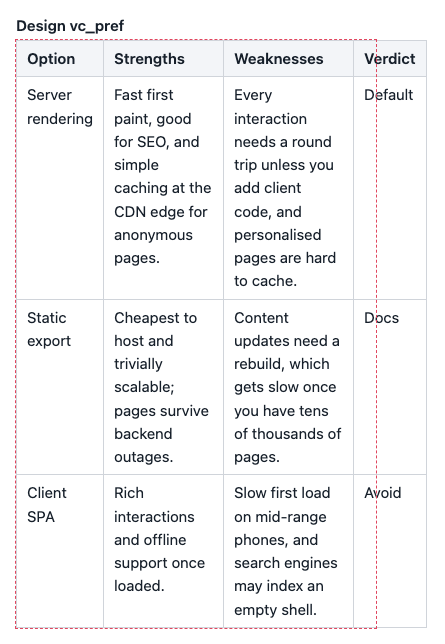 Design vc_pref
Option Strengths Weaknesses Verdict
Server
rendering
Fast first
paint, good
for SEO, and
simple
caching at the
CDN edge for
anonymous
pages.
Every
interaction
needs a round
trip unless you
add client
code, and
personalised
pages are hard
to cache.
Default
Static
export
Cheapest to
host and
trivially
scalable;
pages survive
backend
outages.
Content
updates need a
rebuild, which
gets slow once
you have tens
of thousands of
pages.
Docs
Client
SPA
Rich
interactions
and offline
support once
loaded.
Slow first load
on mid-range
phones, and
search engines
may index an
empty shell.
Avoid